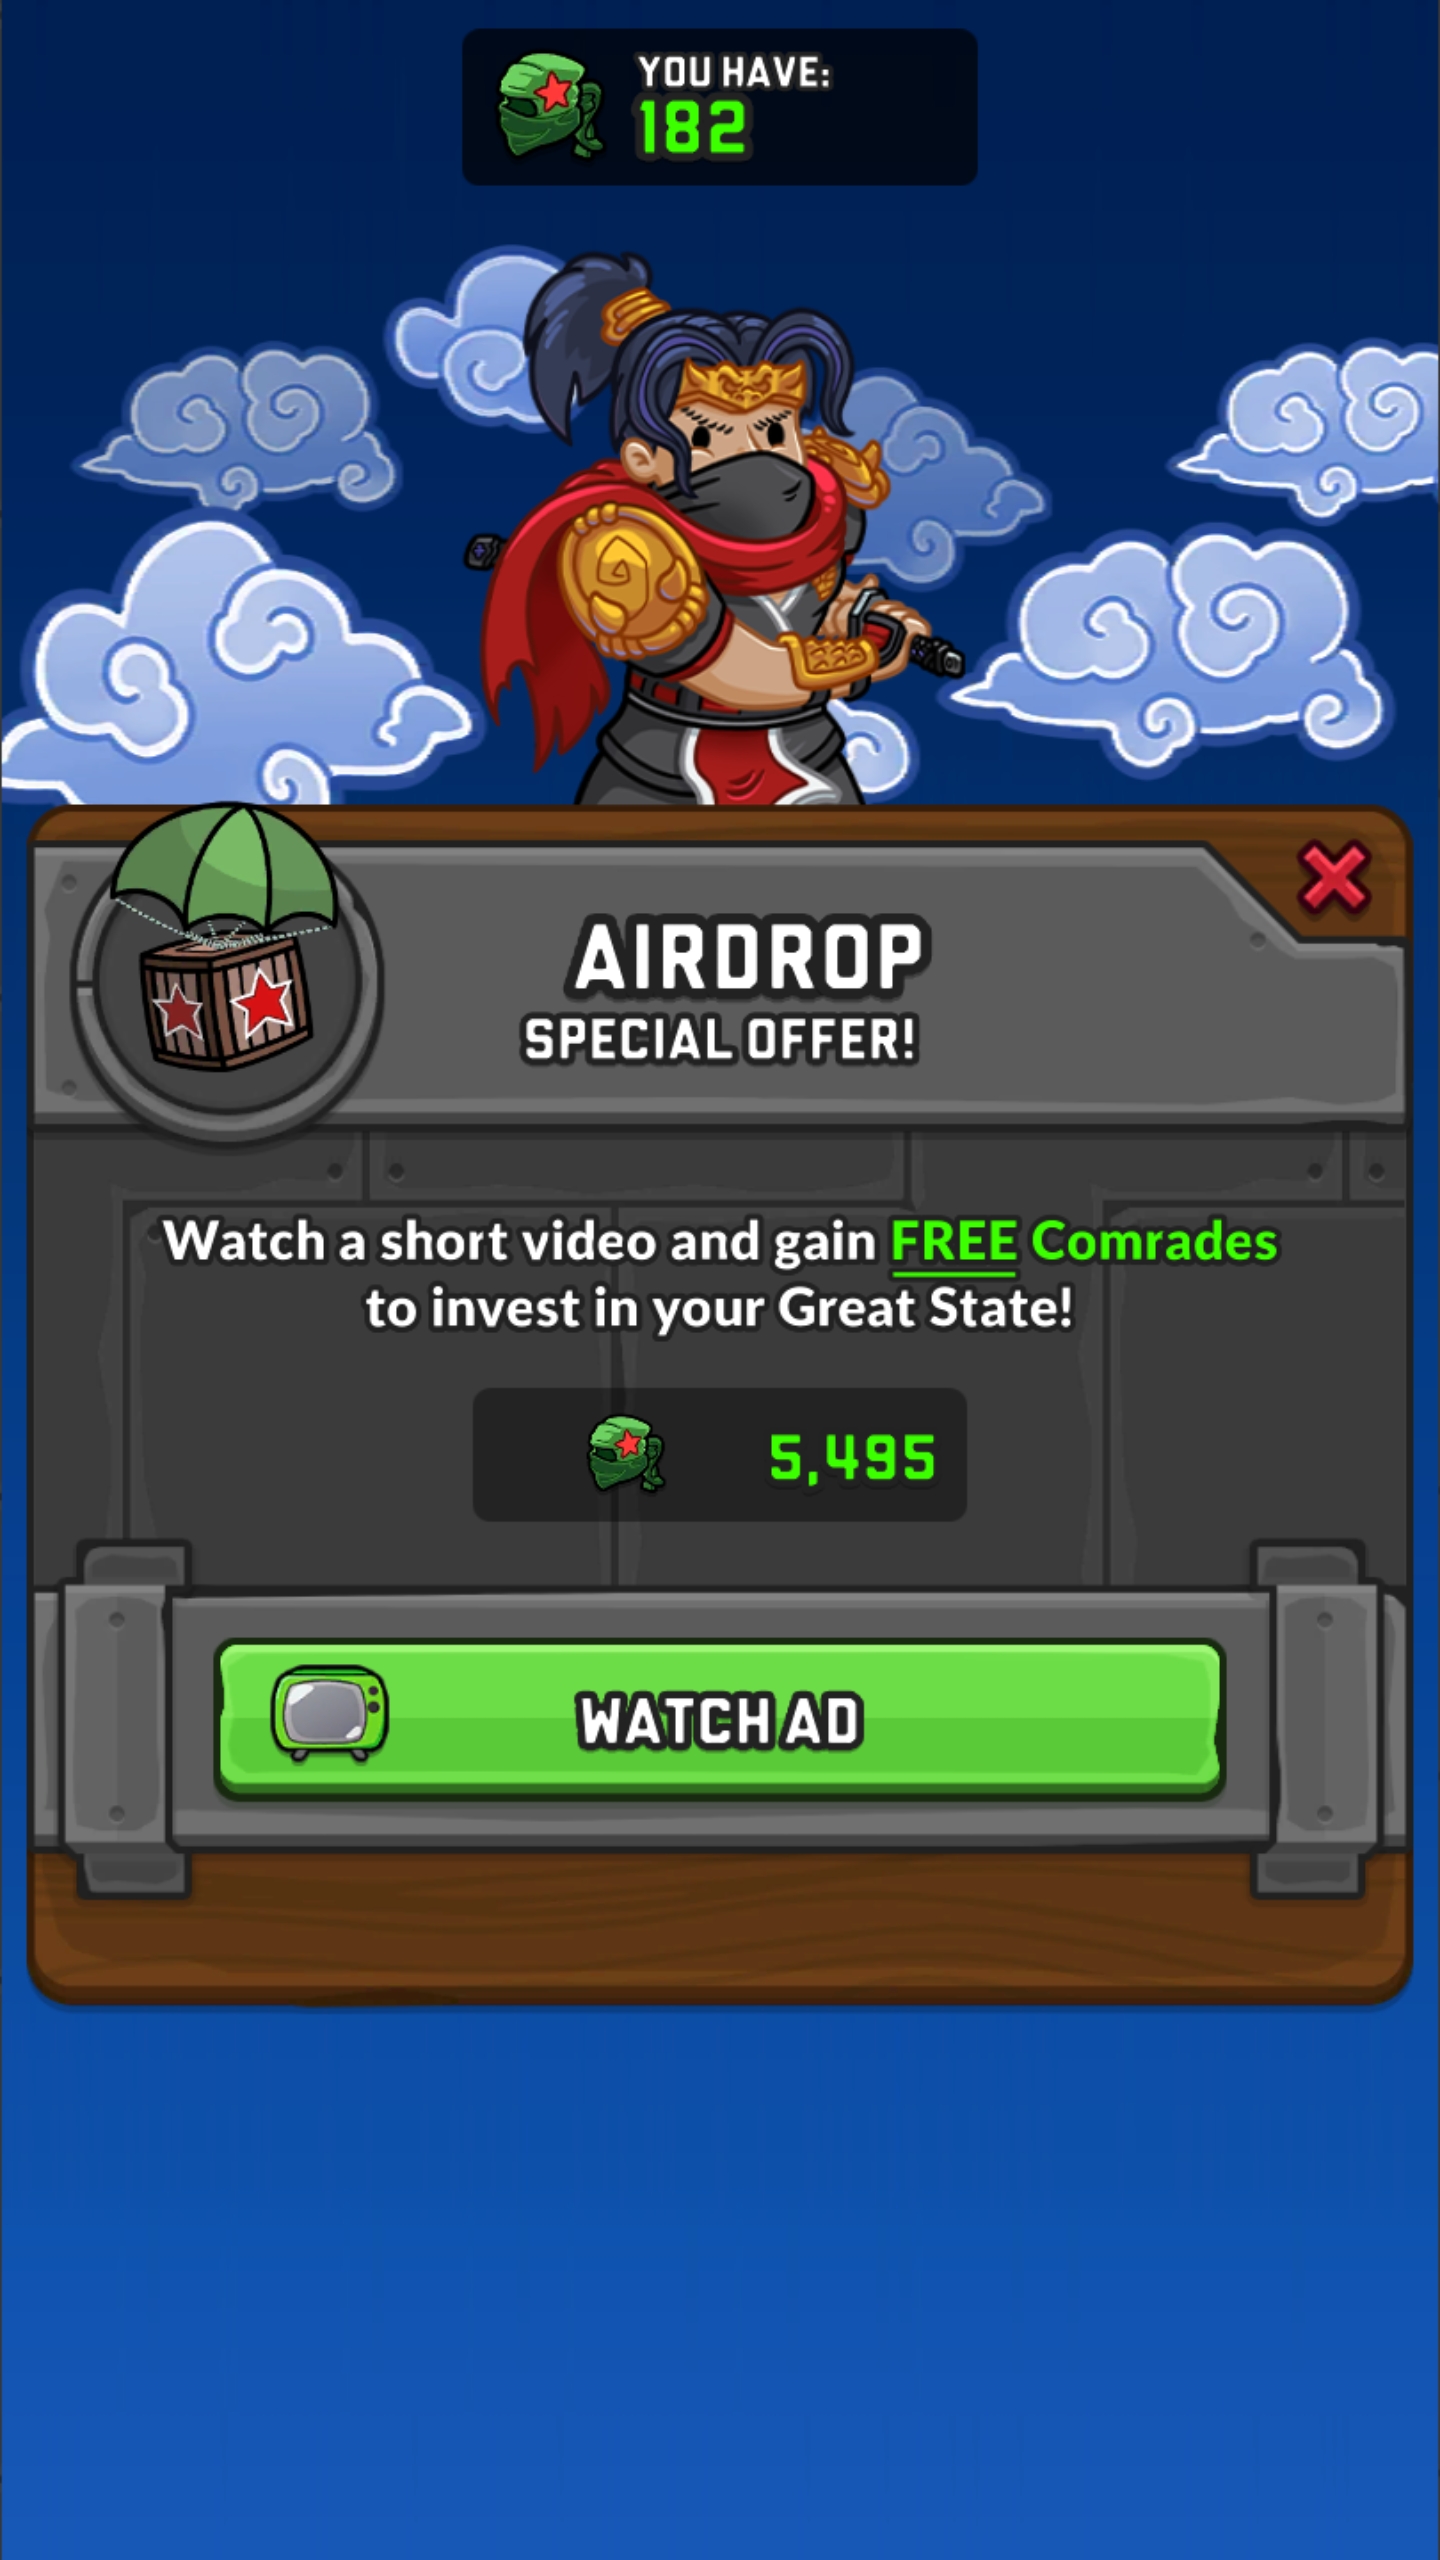 YOU HAVE:
182
AIRDROP
SPECIAL OFFER!
Watch a short video and gain FREE Comrades
to invest in your Great State!
5,495
WATCH AD